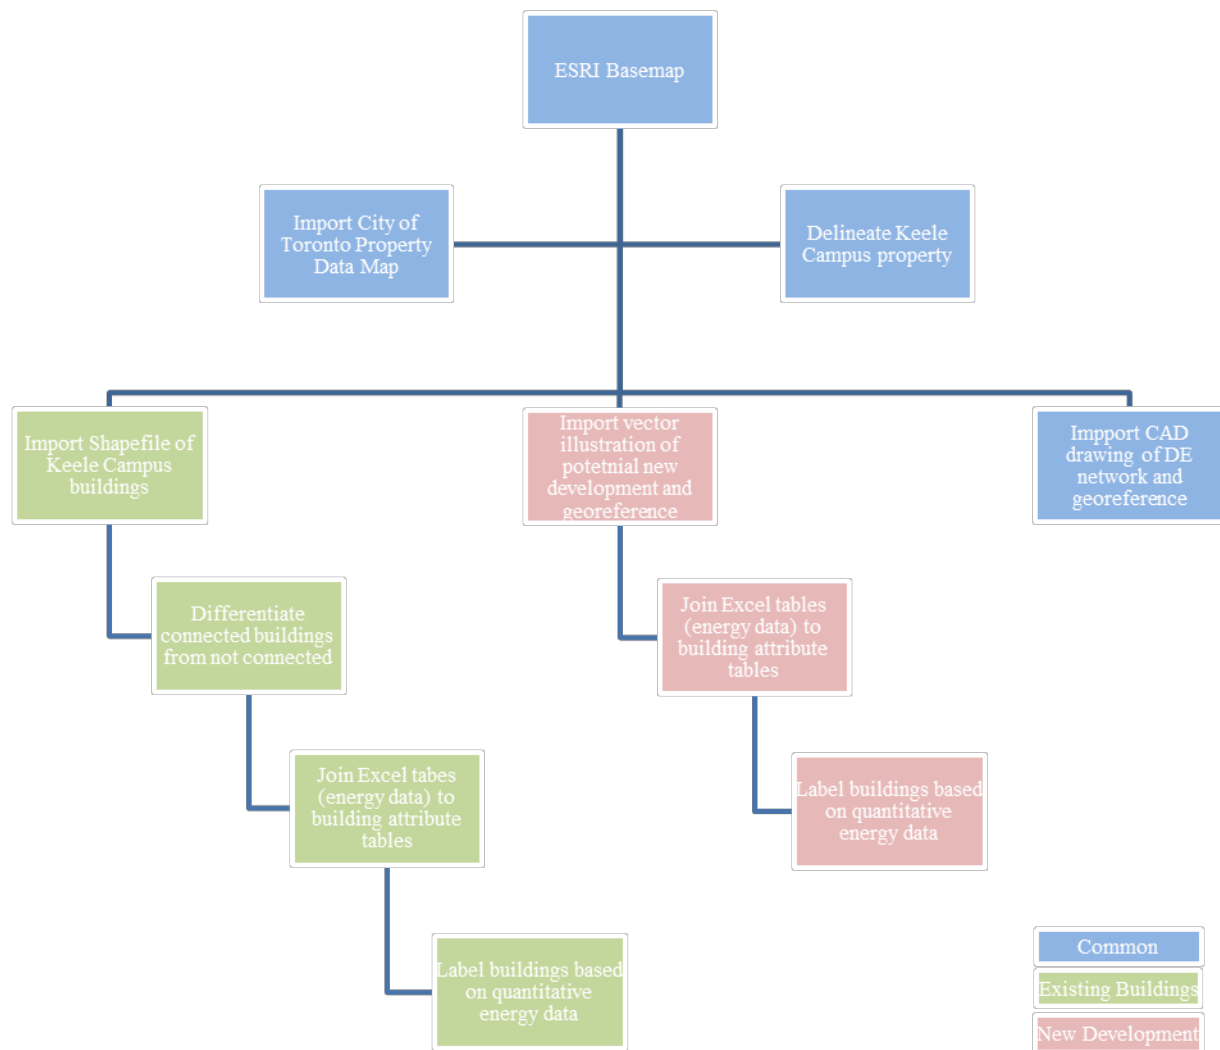 ESRI Basemap
Import City of
Toronto Property
Data Map
Delineate Keele
Campus property
Import Shapefile of
Keele Campus
buildings
Import vector
illustration of
potetnial new
development and
georeference
Impport CAD
drawing of DE
network and
georeference
Differentiate
connected buildings
from not connected
Join Excel tables
(energy data) to
building attribute
tables
Join Excel tabes
(energy data) to
building attribute
tables
Label buildings based
on quantitative
energy data
Label buildings based
on quantitative
energy data
Common
Existing Buildings
New Development